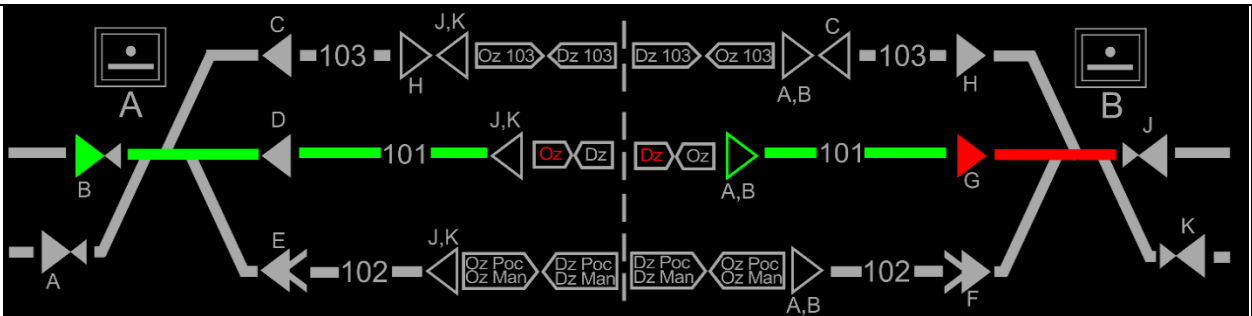 C J,K C
103 Oz 103 Dz 103 Dz 103 Oz 103 103
A H A,B H B
D J,K J
101 Oz Dz Dz Oz 101
B A,B G
E J,K K
Oz Poc Dz Poc Dz Poc Oz Poc
102 102
Oz Man Dz Man Dz Man Oz Man
A A,B F